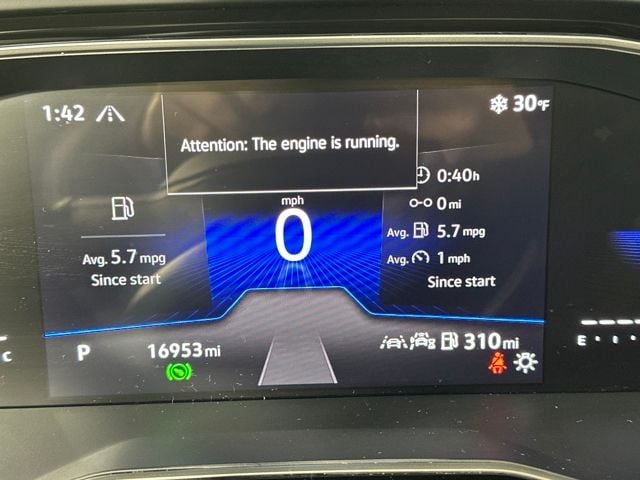 1:42
30°F
Attention: The engine is running.
0:40h
mph
0 mi
0
Avg. 5.7 mpg
Avg. 5.7 mpg
Avg. 1 mph
Since start
Since start
C
P
16953 mi
310 mi
E